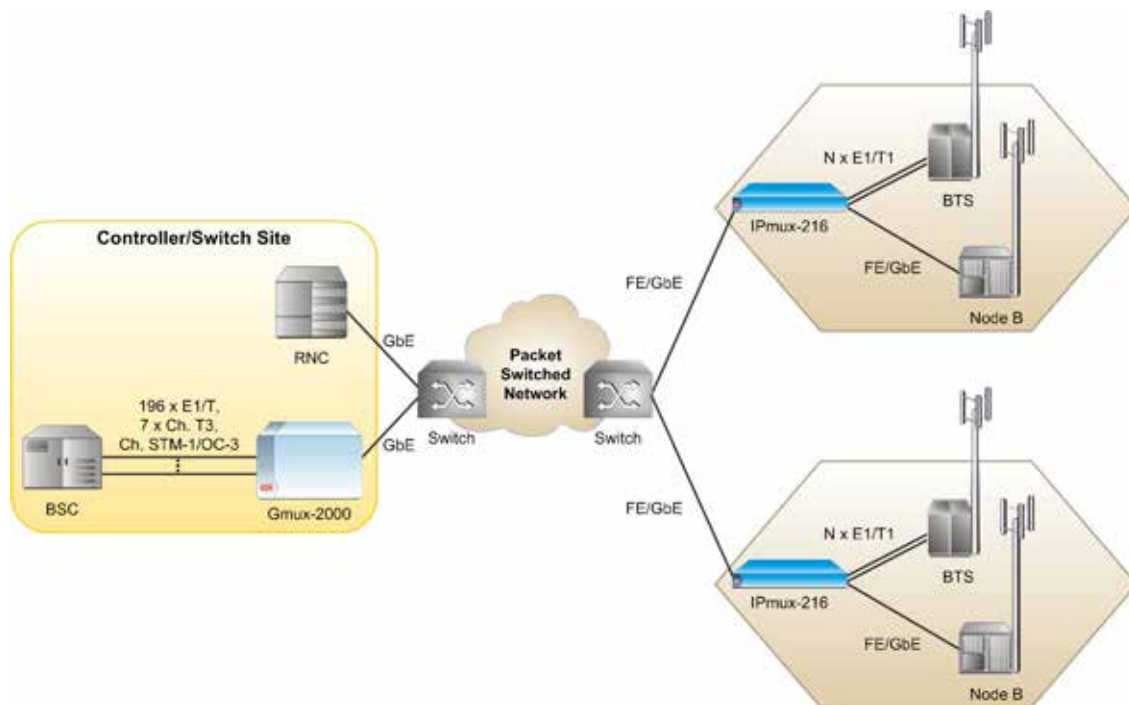 Controller/Switch Site
RNC
GbE
196 x E1/T,
7 x Ch. T3,
Ch, STM-1/OC-3
BSC
Gmux-2000
GbE
Switch
Packet
Switched
Network
Switch
FE/GbE
FE/GbE
N x E1/T1
BTS
IPmux-216
FE/GbE
Node B
N x E1/T1
BTS
IPmux-216
FE/GbE
Node B